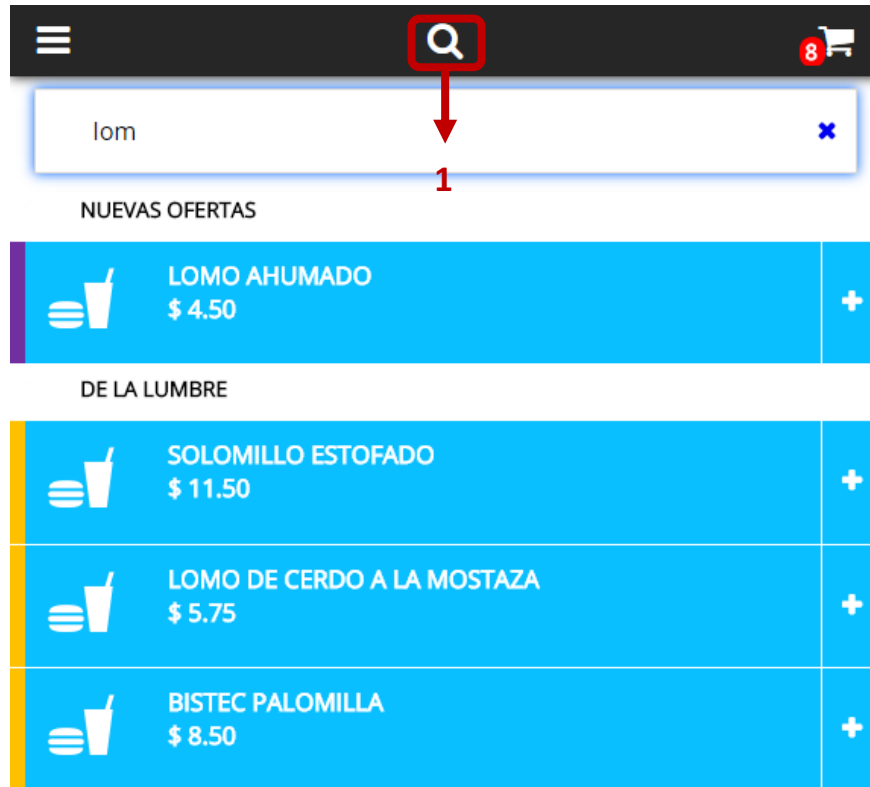 8
lom
1
NUEVAS OFERTAS
LOMO AHUMADO
$ 4.50
DE LA LUMBRE
SOLOMILLO ESTOFADO
$ 11.50
LOMO DE CERDO A LA MOSTAZA
$ 5.75
BISTEC PALOMILLA
$ 8.50